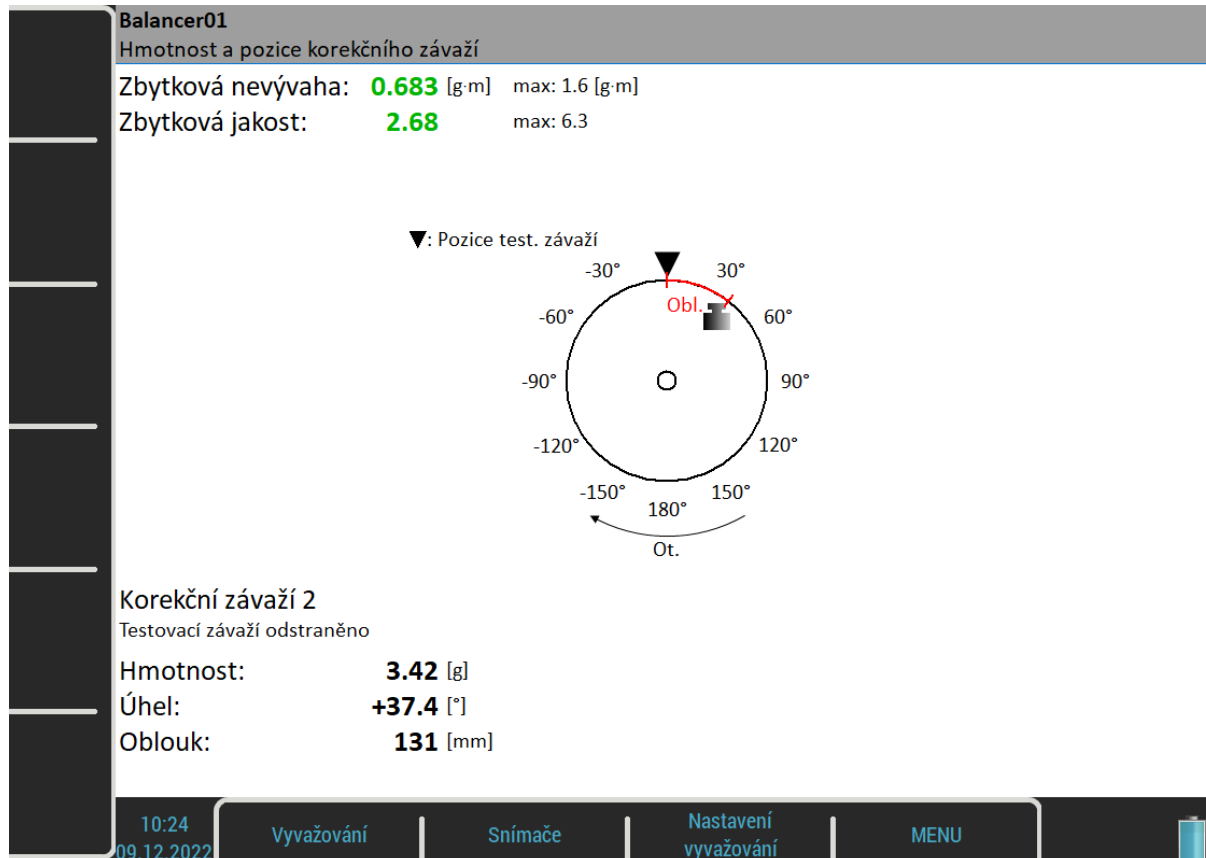 Balancer01
Hmotnost a pozice korekčního závaží
Zbytková nevývaha: 0.683 [g·m] max: 1.6 [g·m]
Zbytková jakost: 2.68 max: 6.3
▼: Pozice test. závaží
-30° 30°
Obl.
-60° 60°
-90° 90°
-120° 120°
-150° 150°
180°
Ot.
Korekční závaží 2
Testovací závaží odstraněno
Hmotnost: 3.42 [g]
Úhel: +37.4 [°]
Oblouk: 131 [mm]
10:24
09.12.2022
Vyvažování
Snímače
Nastavení
vyvažování
MENU